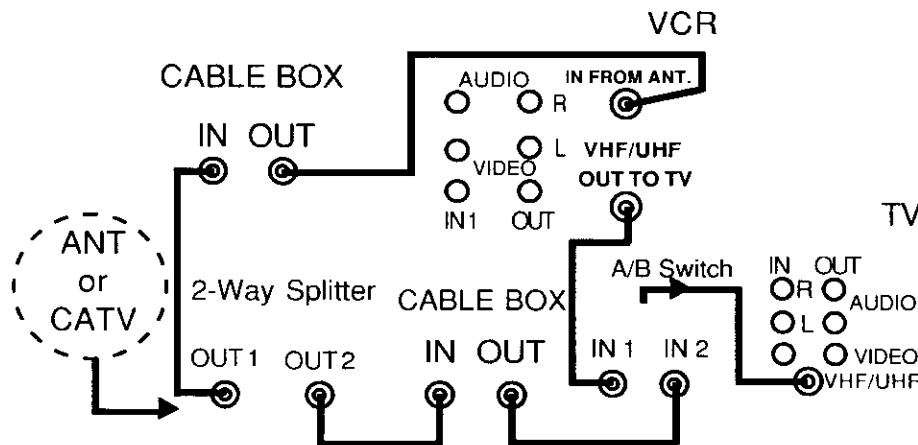 VCR
CABLE BOX
AUDIO
IN FROM ANT.
R
IN OUT
L
VHF/UHF
VIDEO
OUT TO TV
IN 1
OUT
TV
ANT
or
CATV
2-Way Splitter
A/B Switch
IN OUT
R
AUDIO
CABLE BOX
L
OUT 1
OUT 2
IN OUT
IN 1
IN 2
VIDEO
VHF/UHF